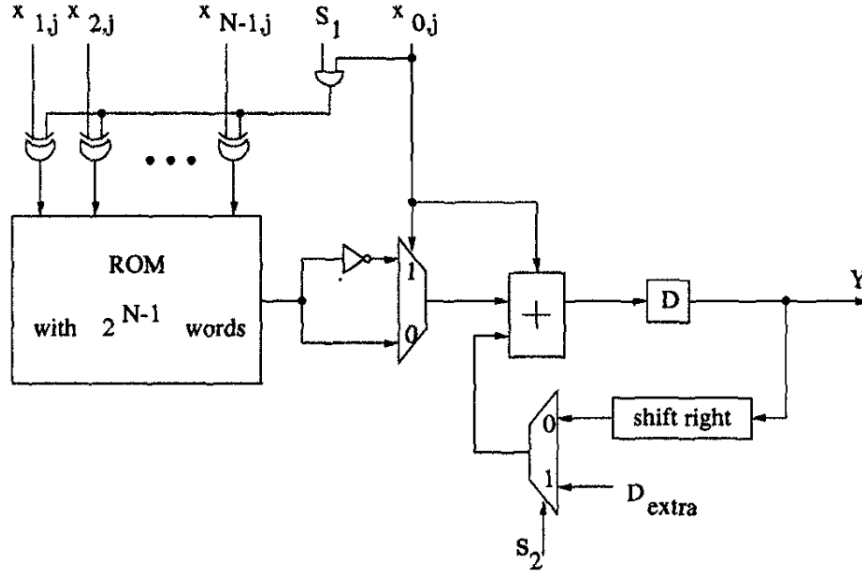 x 1,j x 2,j x N-1,j S 1 x 0,j
ROM
with 2 N-1 words
1
0
+
D
Y
shift right
0
1
D extra
S 2